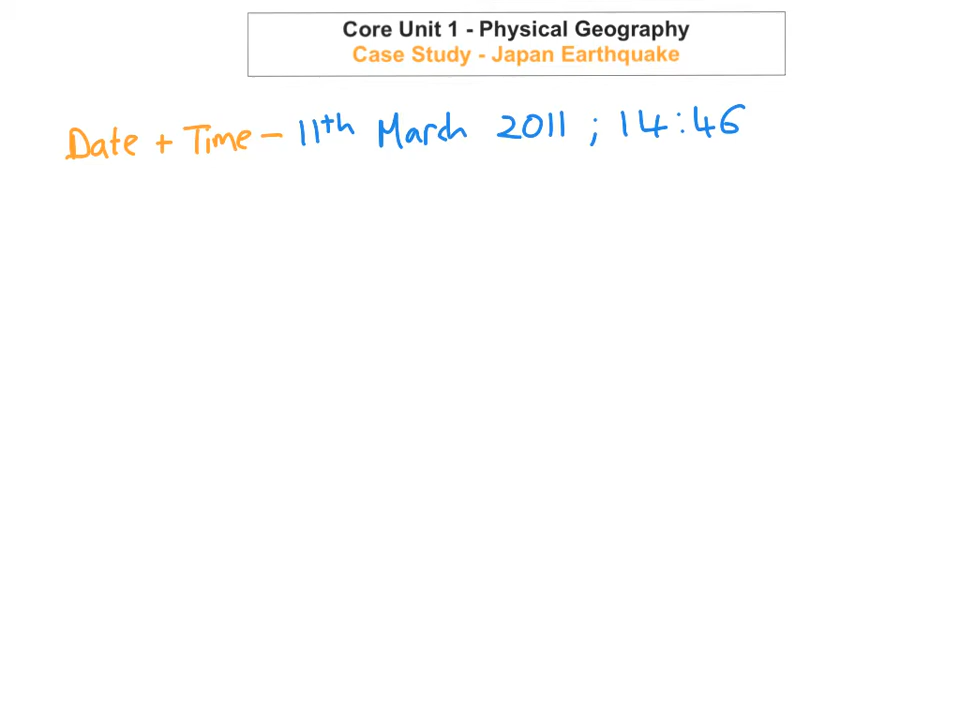 Core Unit 1 - Physical Geography
Case Study - Japan Earthquake
Date + Time - 11th March 2011 ; 14:46